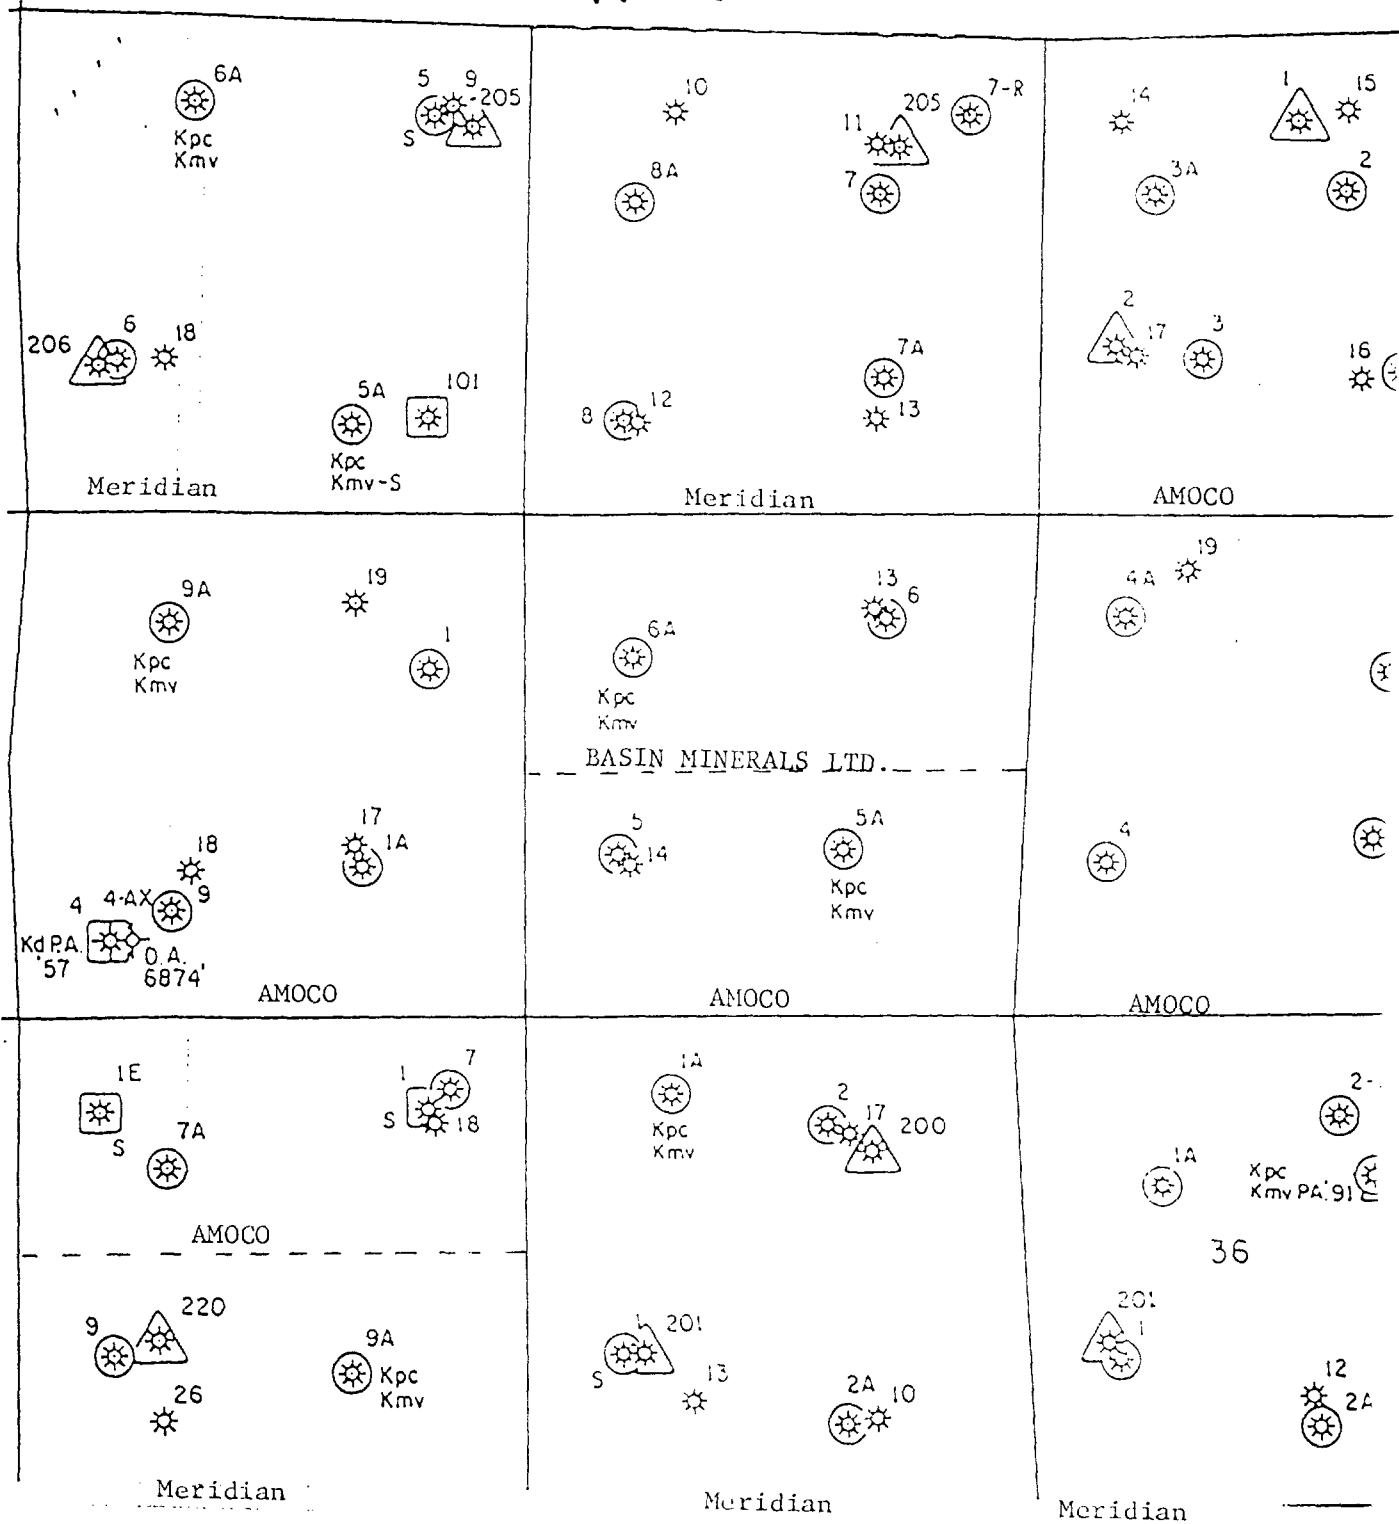 6A
Kpc
Kmv
5
9
205
S
206
6
18
5A
101
Kpc
Kmv-S
Meridian
10
7-R
205
11
8A
7
7A
8
12
13
Meridian
14
1
15
3A
2
2
17
3
16
AMOCO
9A
Kpc
Kmv
19
1
17
1A
18
4
4-AX
9
Kd P.A.
'57
O.A.
6874'
AMOCO
13
6
6A
Kpc
Kmv
BASIN MINERALS LTD.
5
14
5A
Kpc
Kmv
AMOCO
19
4A
4
AMOCO
1E
S
7A
1
7
S
18
AMOCO
9
220
26
9A
Kpc
Kmv
Meridian
1A
Kpc
Kmv
2
17
200
1
201
S
13
2A
10
Meridian
2-
1A
Kpc
Kmv PA'91
36
201
1
12
2A
Meridian